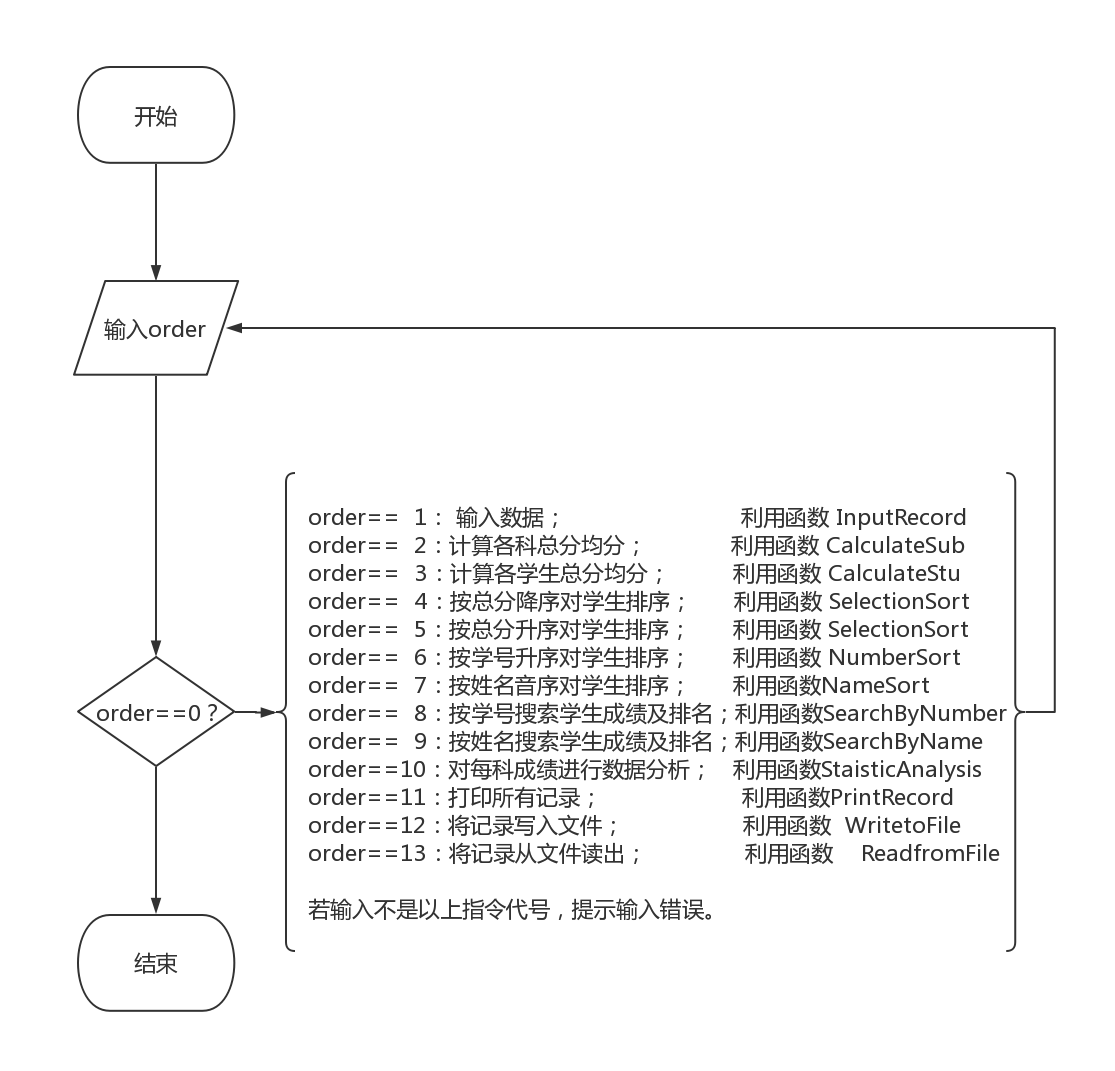 开始
输入order
order==0？
order== 1： 输入数据； 利用函数 InputRecord
order== 2：计算各科总分均分； 利用函数 CalculateSub
order== 3：计算各学生总分均分； 利用函数 CalculateStu
order== 4：按总分降序对学生排序； 利用函数 SelectionSort
order== 5：按总分升序对学生排序； 利用函数 SelectionSort
order== 6：按学号升序对学生排序； 利用函数 NumberSort
order== 7：按姓名音序对学生排序； 利用函数NameSort
order== 8：按学号搜索学生成绩及排名；利用函数SearchByNumber
order== 9：按姓名搜索学生成绩及排名；利用函数SearchByName
order==10：对每科成绩进行数据分析； 利用函数StaisticAnalysis
order==11：打印所有记录； 利用函数PrintRecord
order==12：将记录写入文件； 利用函数 WritetoFile
order==13：将记录从文件读出； 利用函数 ReadfromFile
若输入不是以上指令代号，提示输入错误。
结束